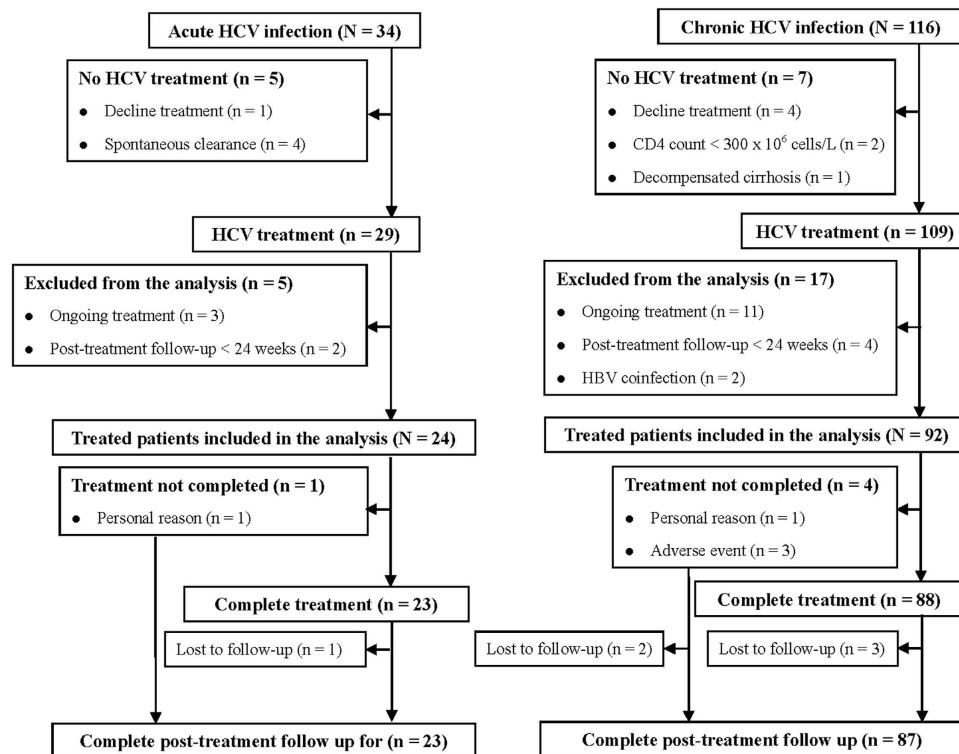 Acute HCV infection (N = 34)
No HCV treatment (n = 5)
● Decline treatment (n = 1)
● Spontaneous clearance (n = 4)
HCV treatment (n = 29)
Excluded from the analysis (n = 5)
● Ongoing treatment (n = 3)
● Post-treatment follow-up < 24 weeks (n = 2)
Treated patients included in the analysis (N = 24)
Treatment not completed (n = 1)
● Personal reason (n = 1)
Complete treatment (n = 23)
Lost to follow-up (n = 1)
Complete post-treatment follow up for (n = 23)
Chronic HCV infection (N = 116)
No HCV treatment (n = 7)
● Decline treatment (n = 4)
● CD4 count < 300 x 10⁶ cells/L (n = 2)
● Decompensated cirrhosis (n = 1)
HCV treatment (n = 109)
Excluded from the analysis (n = 17)
● Ongoing treatment (n = 11)
● Post-treatment follow-up < 24 weeks (n = 4)
● HBV coinfection (n = 2)
Treated patients included in the analysis (N = 92)
Treatment not completed (n = 4)
● Personal reason (n = 1)
● Adverse event (n = 3)
Complete treatment (n = 88)
Lost to follow-up (n = 2)
Lost to follow-up (n = 3)
Complete post-treatment follow up (n = 87)